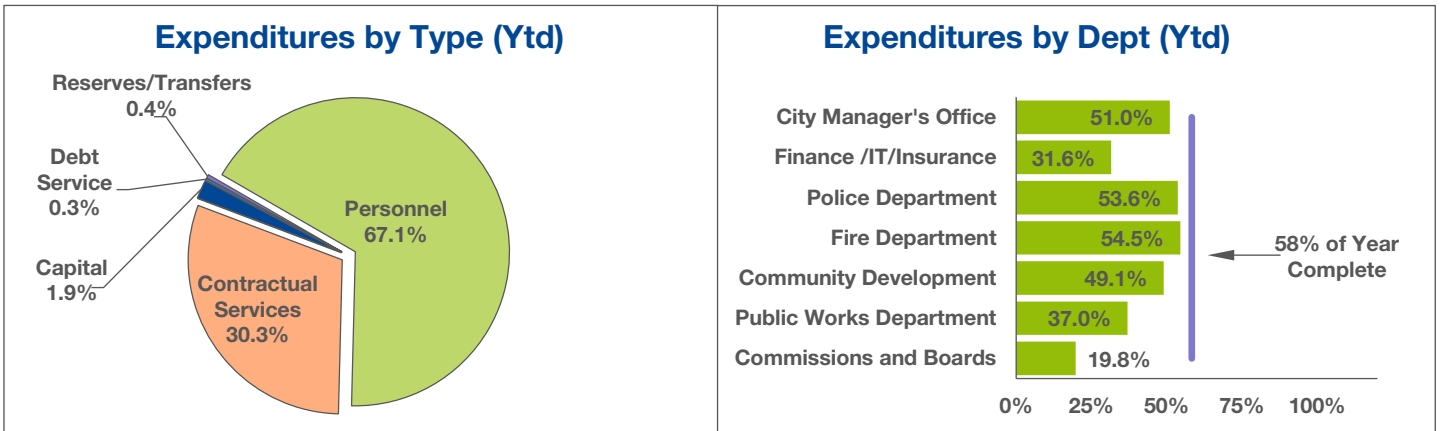 Expenditures by Type (Ytd)
Reserves/Transfers
0.4%
Debt
Service
0.3%
Capital
1.9%
Personnel
67.1%
Contractual
Services
30.3%
Expenditures by Dept (Ytd)
City Manager's Office 51.0%
Finance /IT/Insurance 31.6%
Police Department 53.6%
Fire Department 54.5%
Community Development 49.1%
Public Works Department 37.0%
Commissions and Boards 19.8%
58% of Year
Complete
0% 25% 50% 75% 100%